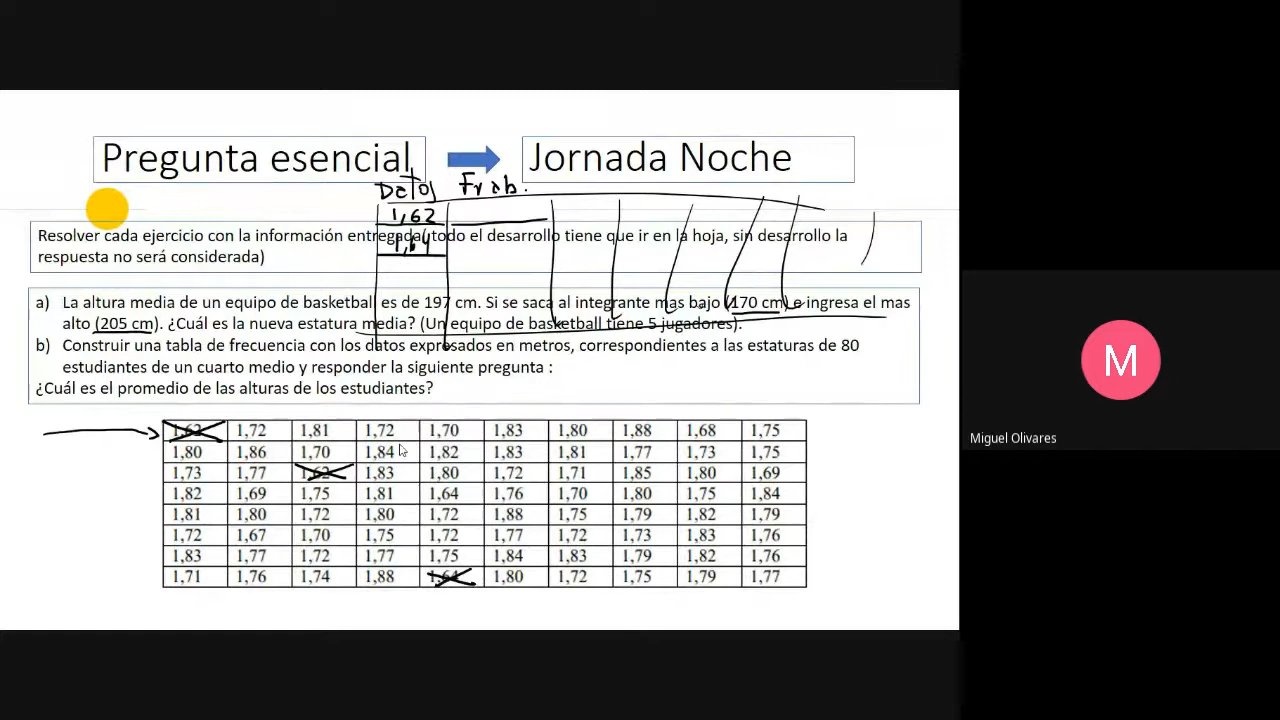 Pregunta esencial Jornada Noche
Datos Fr ab.
1,62
1,64
Resolver cada ejercicio con la información entregada( todo el desarrollo tiene que ir en la hoja, sin desarrollo la
respuesta no será considerada)
a) La altura media de un equipo de basketball es de 197 cm. Si se saca al integrante mas bajo (170 cm) e ingresa el mas
alto (205 cm). ¿Cuál es la nueva estatura media? (Un equipo de basketball tiene 5 jugadores).
b) Construir una tabla de frecuencia con los datos expresados en metros, correspondientes a las estaturas de 80
estudiantes de un cuarto medio y responder la siguiente pregunta :
¿Cuál es el promedio de las alturas de los estudiantes?
1,62 1,72 1,81 1,72 1,70 1,83 1,80 1,88 1,68 1,75
1,80 1,86 1,70 1,84 1,82 1,83 1,81 1,77 1,73 1,75
1,73 1,77 1,62 1,83 1,80 1,72 1,71 1,85 1,80 1,69
1,82 1,69 1,75 1,81 1,64 1,76 1,70 1,80 1,75 1,84
1,81 1,80 1,72 1,80 1,72 1,88 1,75 1,79 1,82 1,79
1,72 1,67 1,70 1,75 1,72 1,77 1,72 1,73 1,83 1,76
1,83 1,77 1,72 1,77 1,75 1,84 1,83 1,79 1,82 1,76
1,71 1,76 1,74 1,88 1,64 1,80 1,72 1,75 1,79 1,77
M
Miguel Olivares